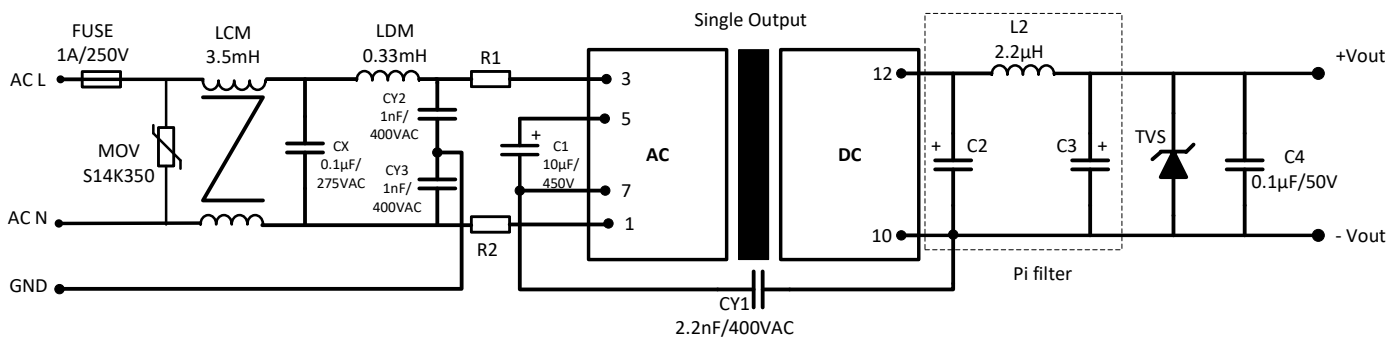 Single Output
FUSE
1A/250V
LCM
3.5mH
LDM
0.33mH
R1
L2
2.2µH
AC L
3
12
+Vout
CY2
1nF/
400VAC
5
MOV
S14K350
CX
0.1µF/
275VAC
+
C1
10µF/
450V
AC
DC
+
C2
C3
+
TVS
C4
0.1µF/50V
CY3
1nF/
400VAC
7
AC N
1
10
- Vout
R2
GND
Pi filter
CY1
2.2nF/400VAC